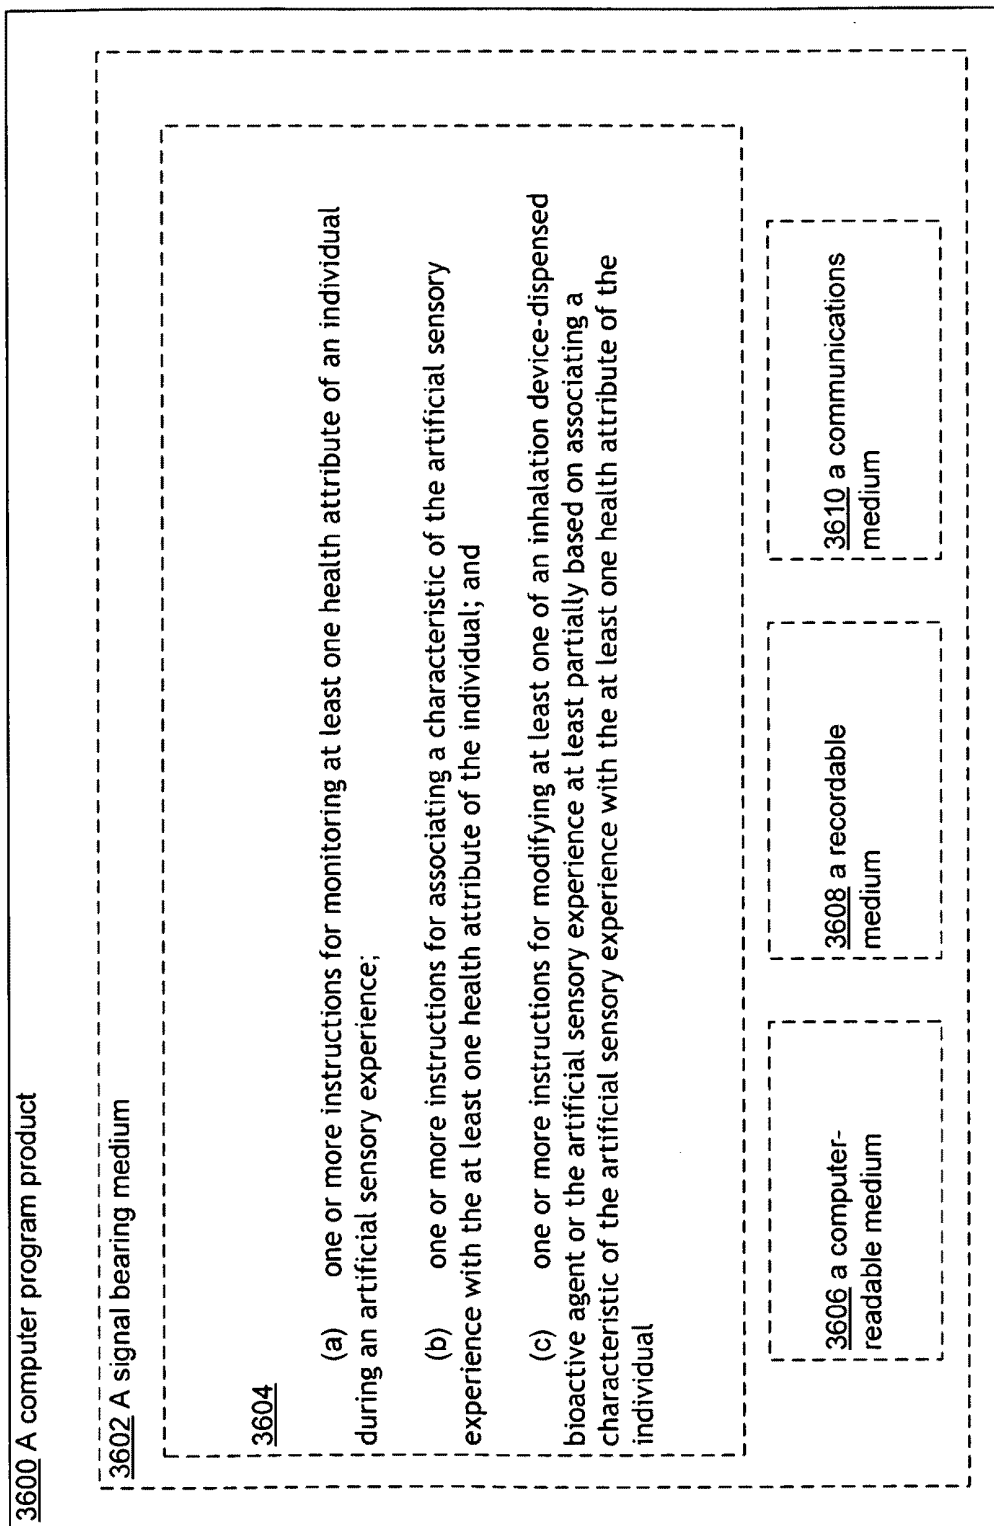 3600 A computer program product
3602 A signal bearing medium
3604
(a) one or more instructions for monitoring at least one health attribute of an individual
during an artificial sensory experience;
(b) one or more instructions for associating a characteristic of the artificial sensory
experience with the at least one health attribute of the individual; and
(c) one or more instructions for modifying at least one of an inhalation device-dispensed
bioactive agent or the artificial sensory experience at least partially based on associating a
characteristic of the artificial sensory experience with the at least one health attribute of the
individual
3606 a computer-
readable medium
3608 a recordable
medium
3610 a communications
medium